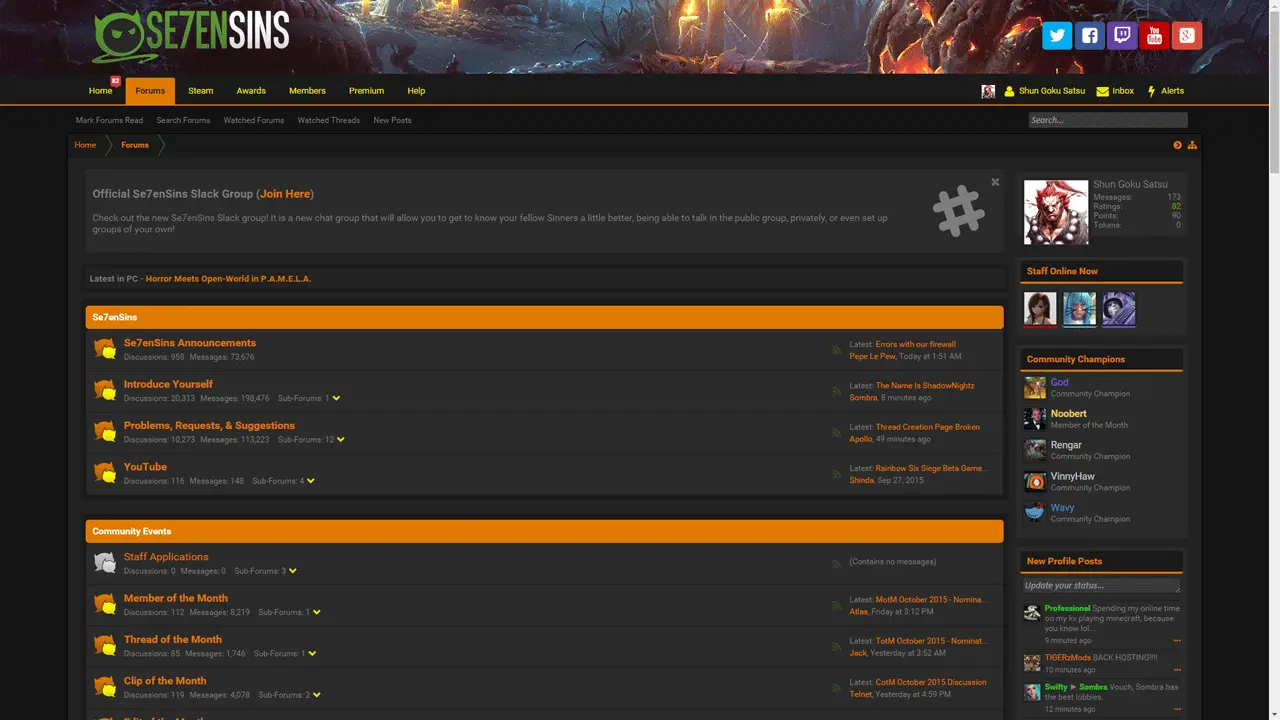 SE7ENSINS
82
Home
Forums
Steam
Awards
Members
Premium
Help
Shun Goku Satsu
Inbox
Alerts
Mark Forums Read
Search Forums
Watched Forums
Watched Threads
New Posts
Search...
Home
Forums
Official Se7enSins Slack Group (Join Here)
Check out the new Se7enSins Slack group! It is a new chat group that will allow you to get to know your fellow Sinners a little better, being able to talk in the public group, privately, or even set up
groups of your own!
Latest in PC - Horror Meets Open-World in P.A.M.E.L.A.
Se7enSins
Se7enSins Announcements
Discussions: 958 Messages: 73,676
Latest: Errors with our firewall
Pepe Le Pew, Today at 1:51 AM
Introduce Yourself
Discussions: 20,313 Messages: 198,476 Sub-Forums: 1
Latest: The Name Is ShadowNightz
Sombra, 8 minutes ago
Problems, Requests, & Suggestions
Discussions: 10,273 Messages: 113,223 Sub-Forums: 12
Latest: Thread Creation Page Broken
Apollo, 49 minutes ago
YouTube
Discussions: 116 Messages: 148 Sub-Forums: 4
Latest: Rainbow Six Siege Beta Game...
Shinda, Sep 27, 2015
Community Events
Staff Applications
Discussions: 0 Messages: 0 Sub-Forums: 3
(Contains no messages)
Member of the Month
Discussions: 112 Messages: 8,219 Sub-Forums: 1
Latest: MotM October 2015 - Nomina...
Atlas, Friday at 3:12 PM
Thread of the Month
Discussions: 85 Messages: 1,746 Sub-Forums: 1
Latest: TotM October 2015 - Nominat...
Jack, Yesterday at 3:52 AM
Clip of the Month
Discussions: 119 Messages: 4,078 Sub-Forums: 2
Latest: CotM October 2015 Discussion
Telnet, Yesterday at 4:59 PM
Shun Goku Satsu
Messages: 173
Ratings: 82
Points: 90
Tokens: 0
Staff Online Now
Community Champions
God
Community Champion
Noobert
Member of the Month
Rengar
Community Champion
VinnyHaw
Community Champion
Wavy
Community Champion
New Profile Posts
Update your status...
Professional Spending my online time
on my kv playing minecraft, because
you know lol...
9 minutes ago
TIGERzMods BACK HOSTING!!!!
10 minutes ago
Swifty ► Sombra Vouch, Sombra has
the best lobbies.
12 minutes ago